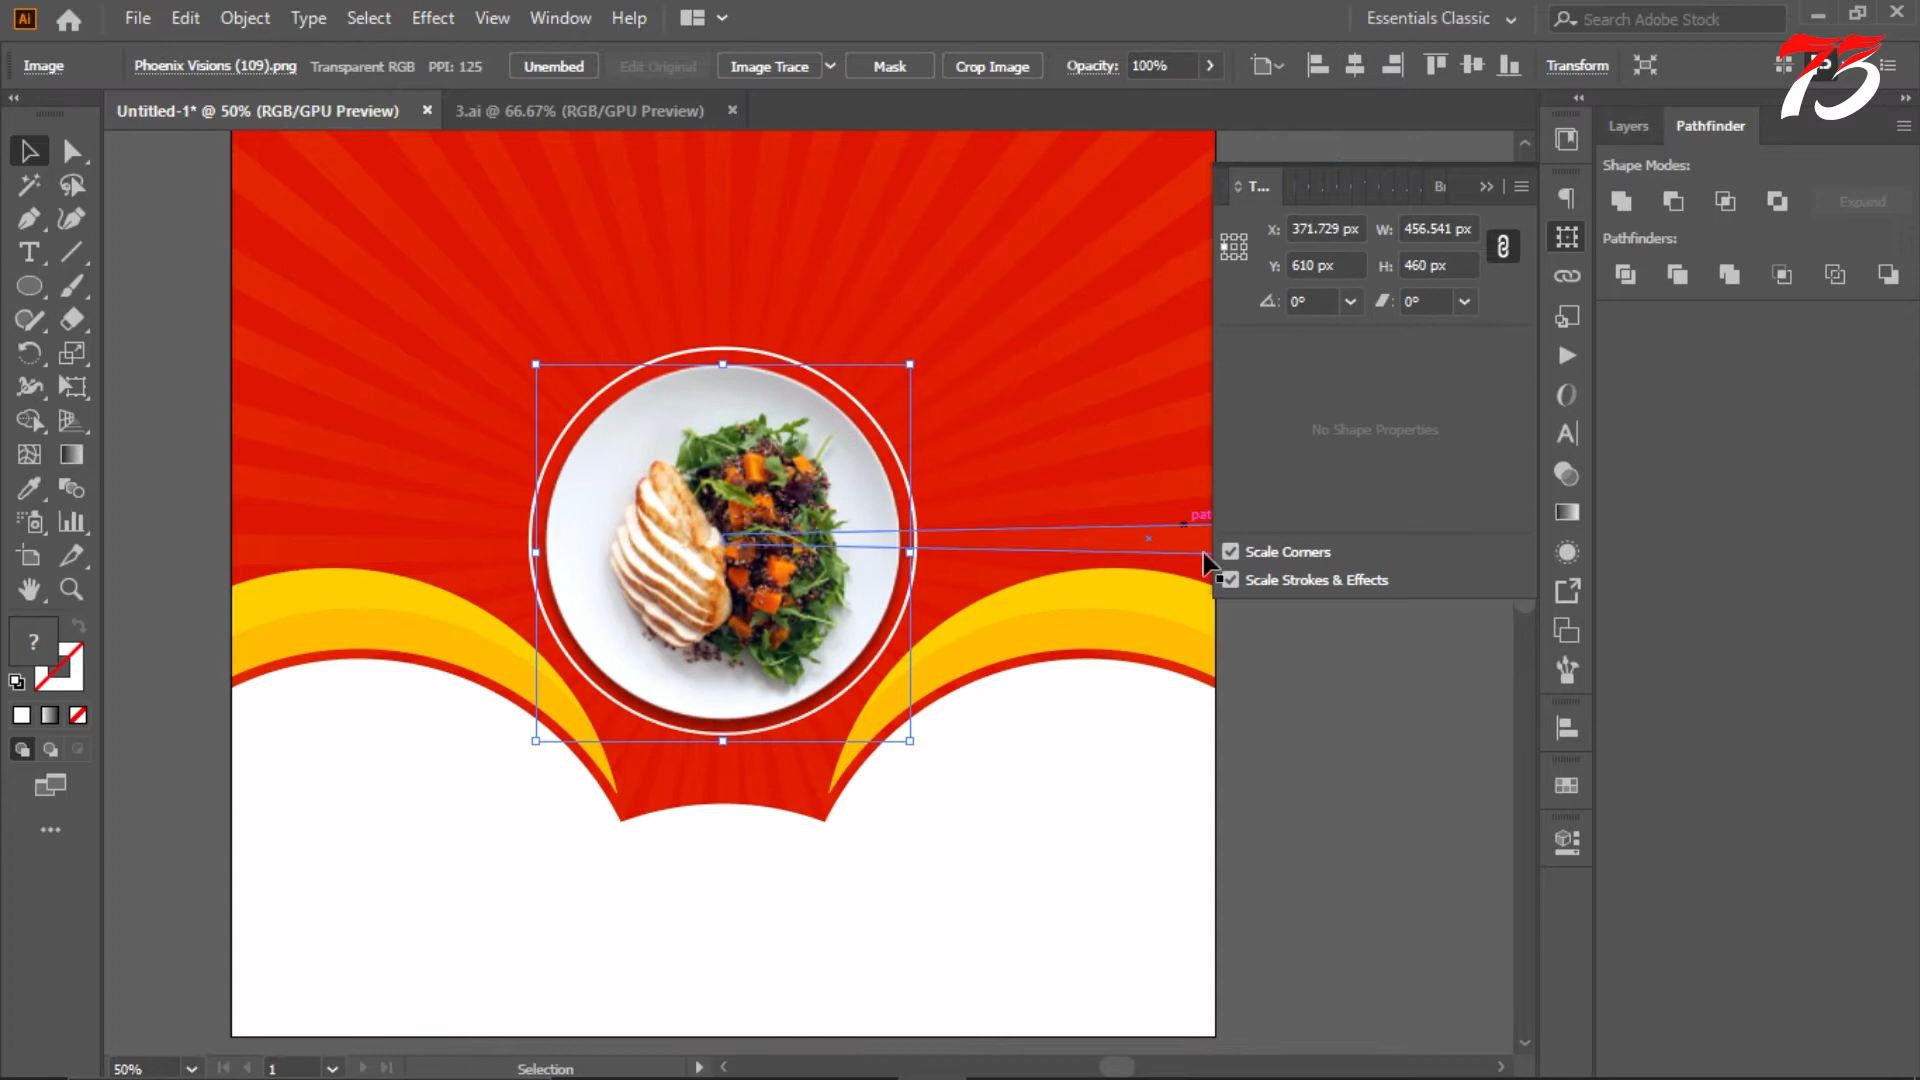 Ai File Edit Object Type Select Effect View Window Help Essentials Classic Search Adobe Stock
Image Phoenix Visions (109).png Transparent RGB PPI: 125 Unembed Edit Original Image Trace Mask Crop Image Opacity: 100% Transform
Untitled-1* @ 50% (RGB/GPU Preview) 3.ai @ 66.67% (RGB/GPU Preview)
Layers Pathfinder
Shape Modes:
Expand
Pathfinders:
T... Br
X: 371.729 px W: 456.541 px
Y: 610 px H: 460 px
0° 0°
No Shape Properties
pat
Scale Corners
Scale Strokes & Effects
?
50% 1 Selection